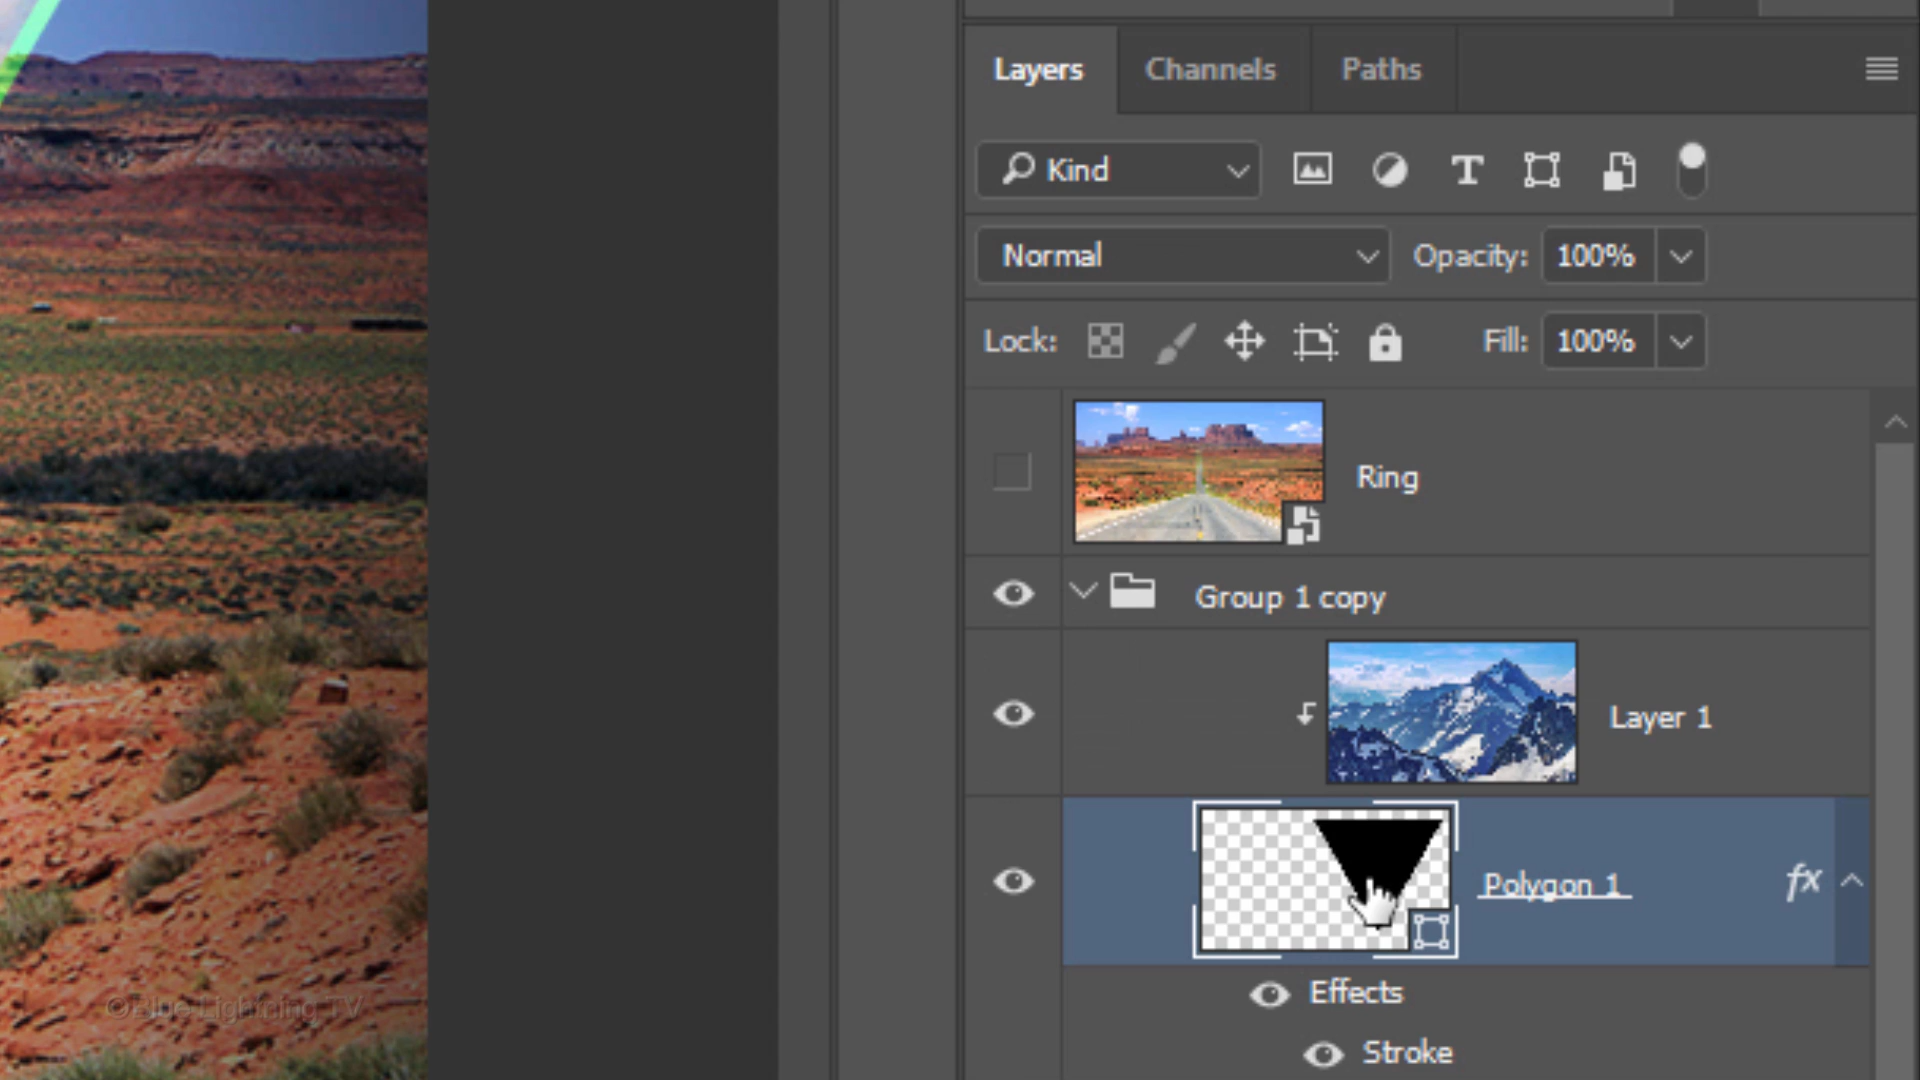 Layers Channels Paths
Kind T
Normal Opacity: 100%
Lock: Fill: 100%
Ring
Group 1 copy
Layer 1
Polygon 1 fx
Effects
Stroke
©Blue Lightning TV